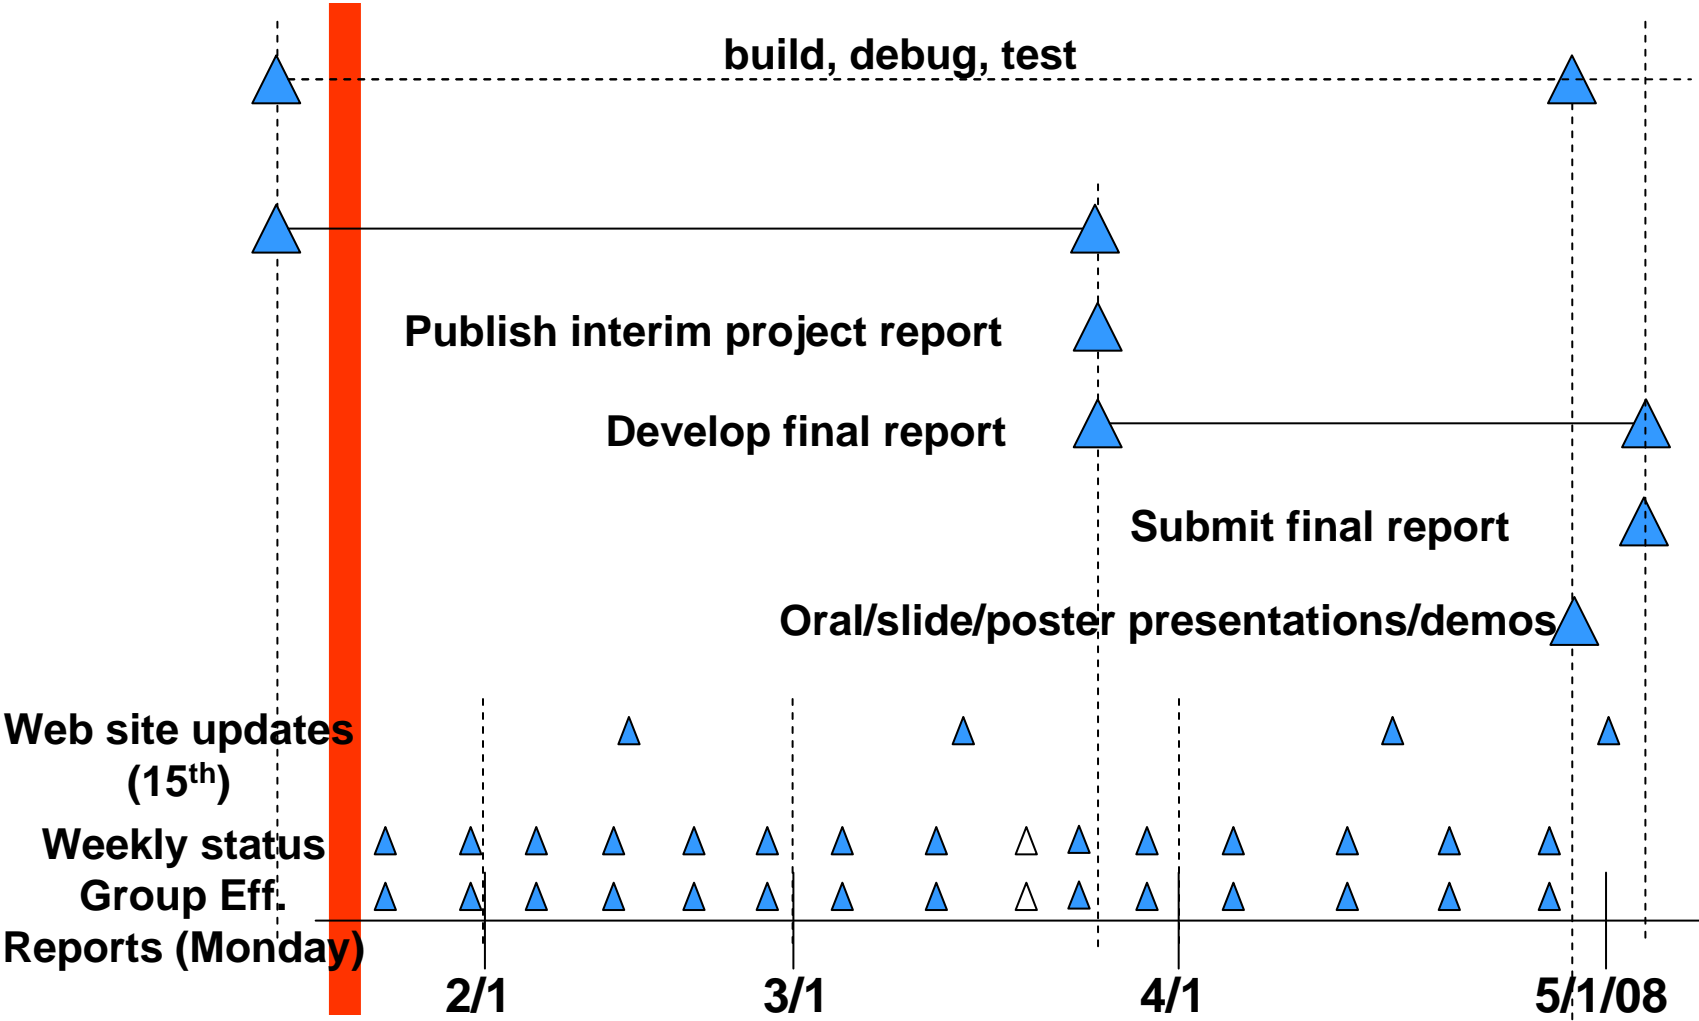 build, debug, test
Publish interim project report
Develop final report
Submit final report
Oral/slide/poster presentations/demos
Web site updates
(15th)
Weekly status
Group Eff.
Reports (Monday)
2/1 3/1 4/1 5/1/08